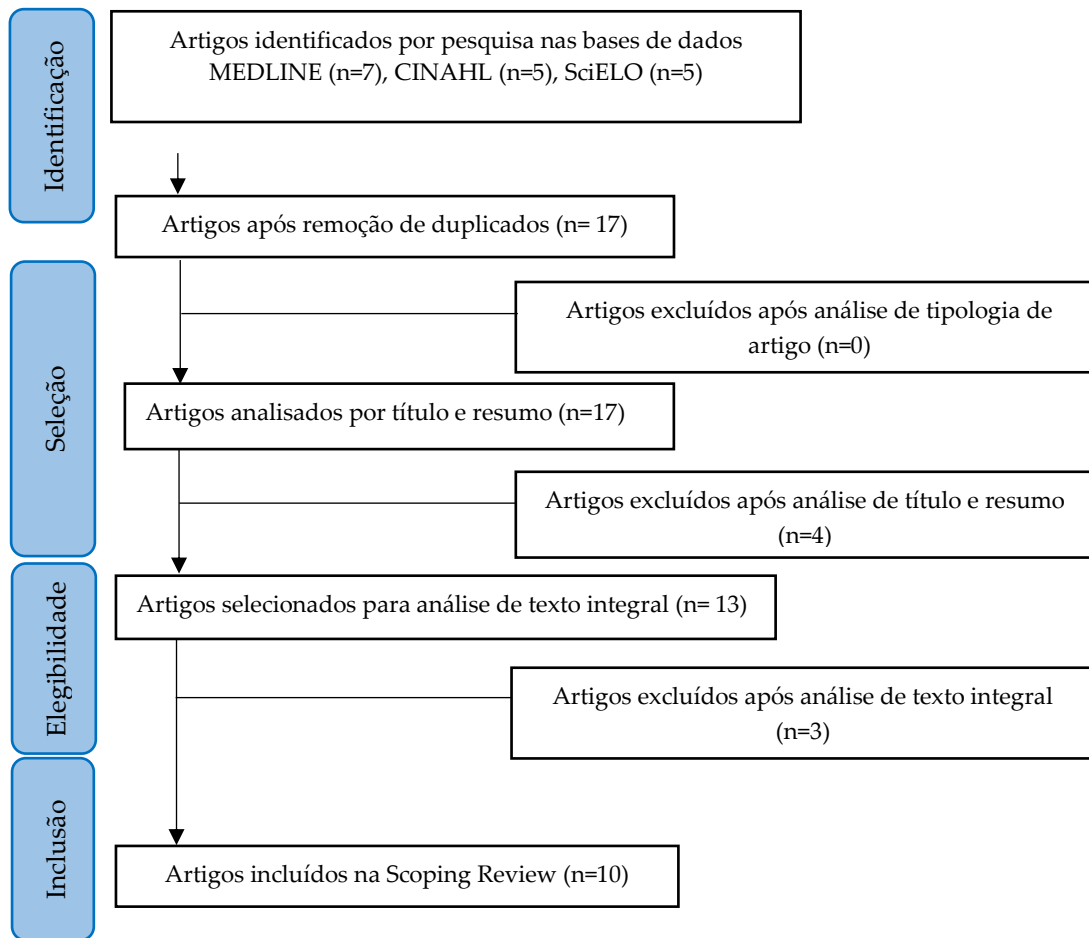 Identificação
Artigos identificados por pesquisa nas bases de dados
MEDLINE (n=7), CINAHL (n=5), SciELO (n=5)
Artigos após remoção de duplicados (n= 17)
Seleção
Artigos excluídos após análise de tipologia de
artigo (n=0)
Artigos analisados por título e resumo (n=17)
Artigos excluídos após análise de título e resumo
(n=4)
Elegibilidade
Artigos selecionados para análise de texto integral (n= 13)
Artigos excluídos após análise de texto integral
(n=3)
Inclusão
Artigos incluídos na Scoping Review (n=10)